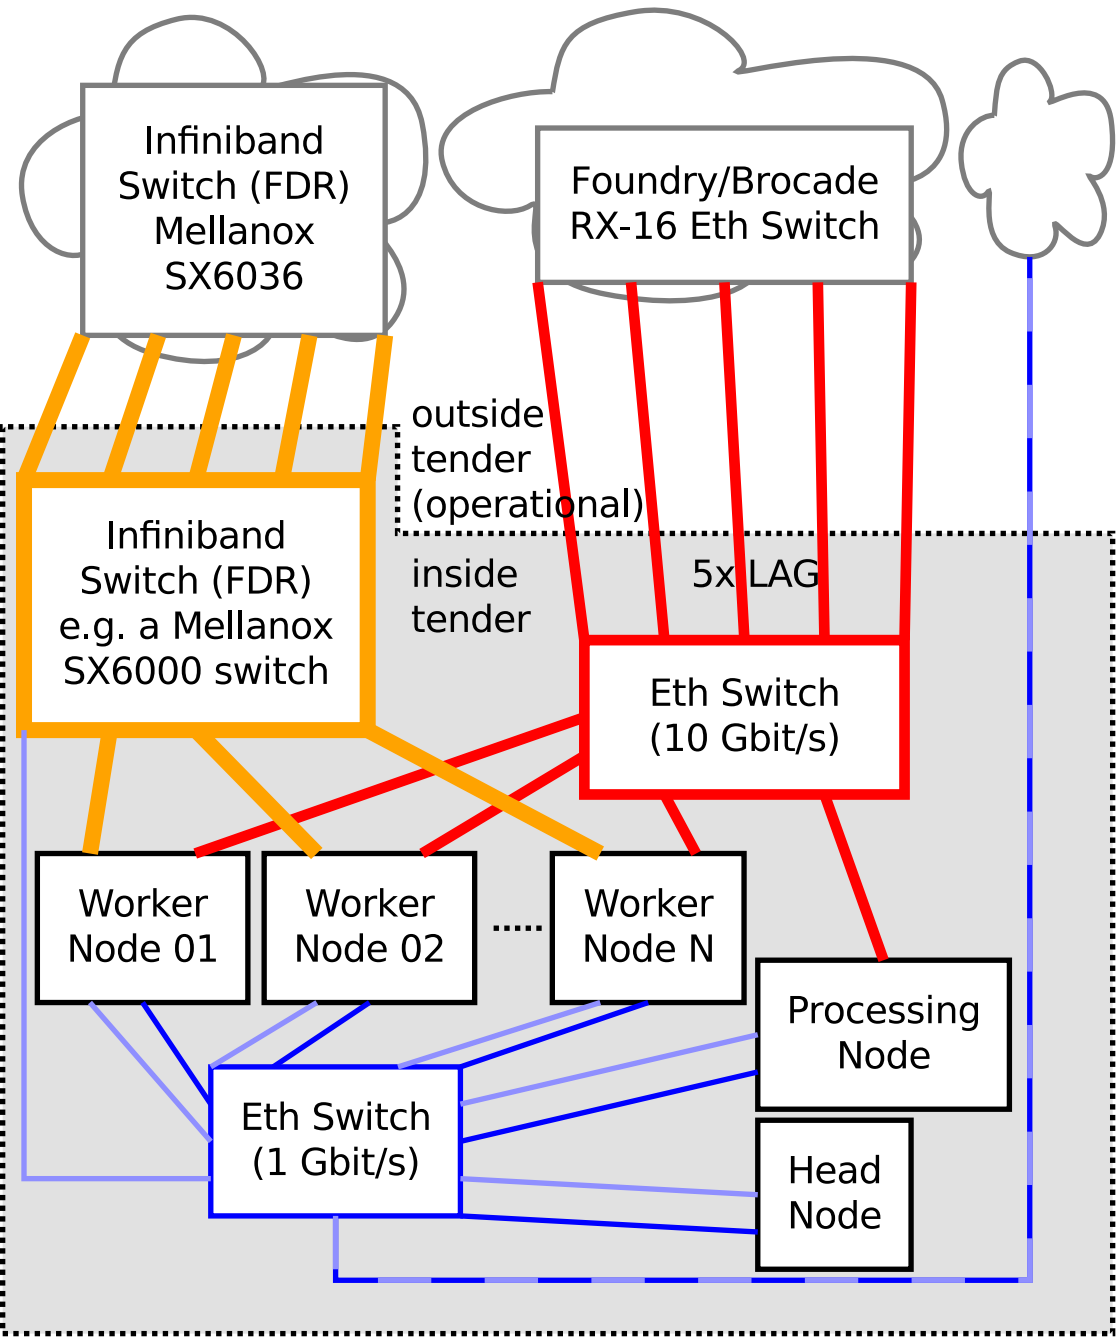 Infiniband
Switch (FDR)
Mellanox
SX6036
Foundry/Brocade
RX-16 Eth Switch
outside
tender
(operational)
inside
tender
5x LAG
Infiniband
Switch (FDR)
e.g. a Mellanox
SX6000 switch
Eth Switch
(10 Gbit/s)
Worker
Node 01
Worker
Node 02
.....
Worker
Node N
Processing
Node
Eth Switch
(1 Gbit/s)
Head
Node